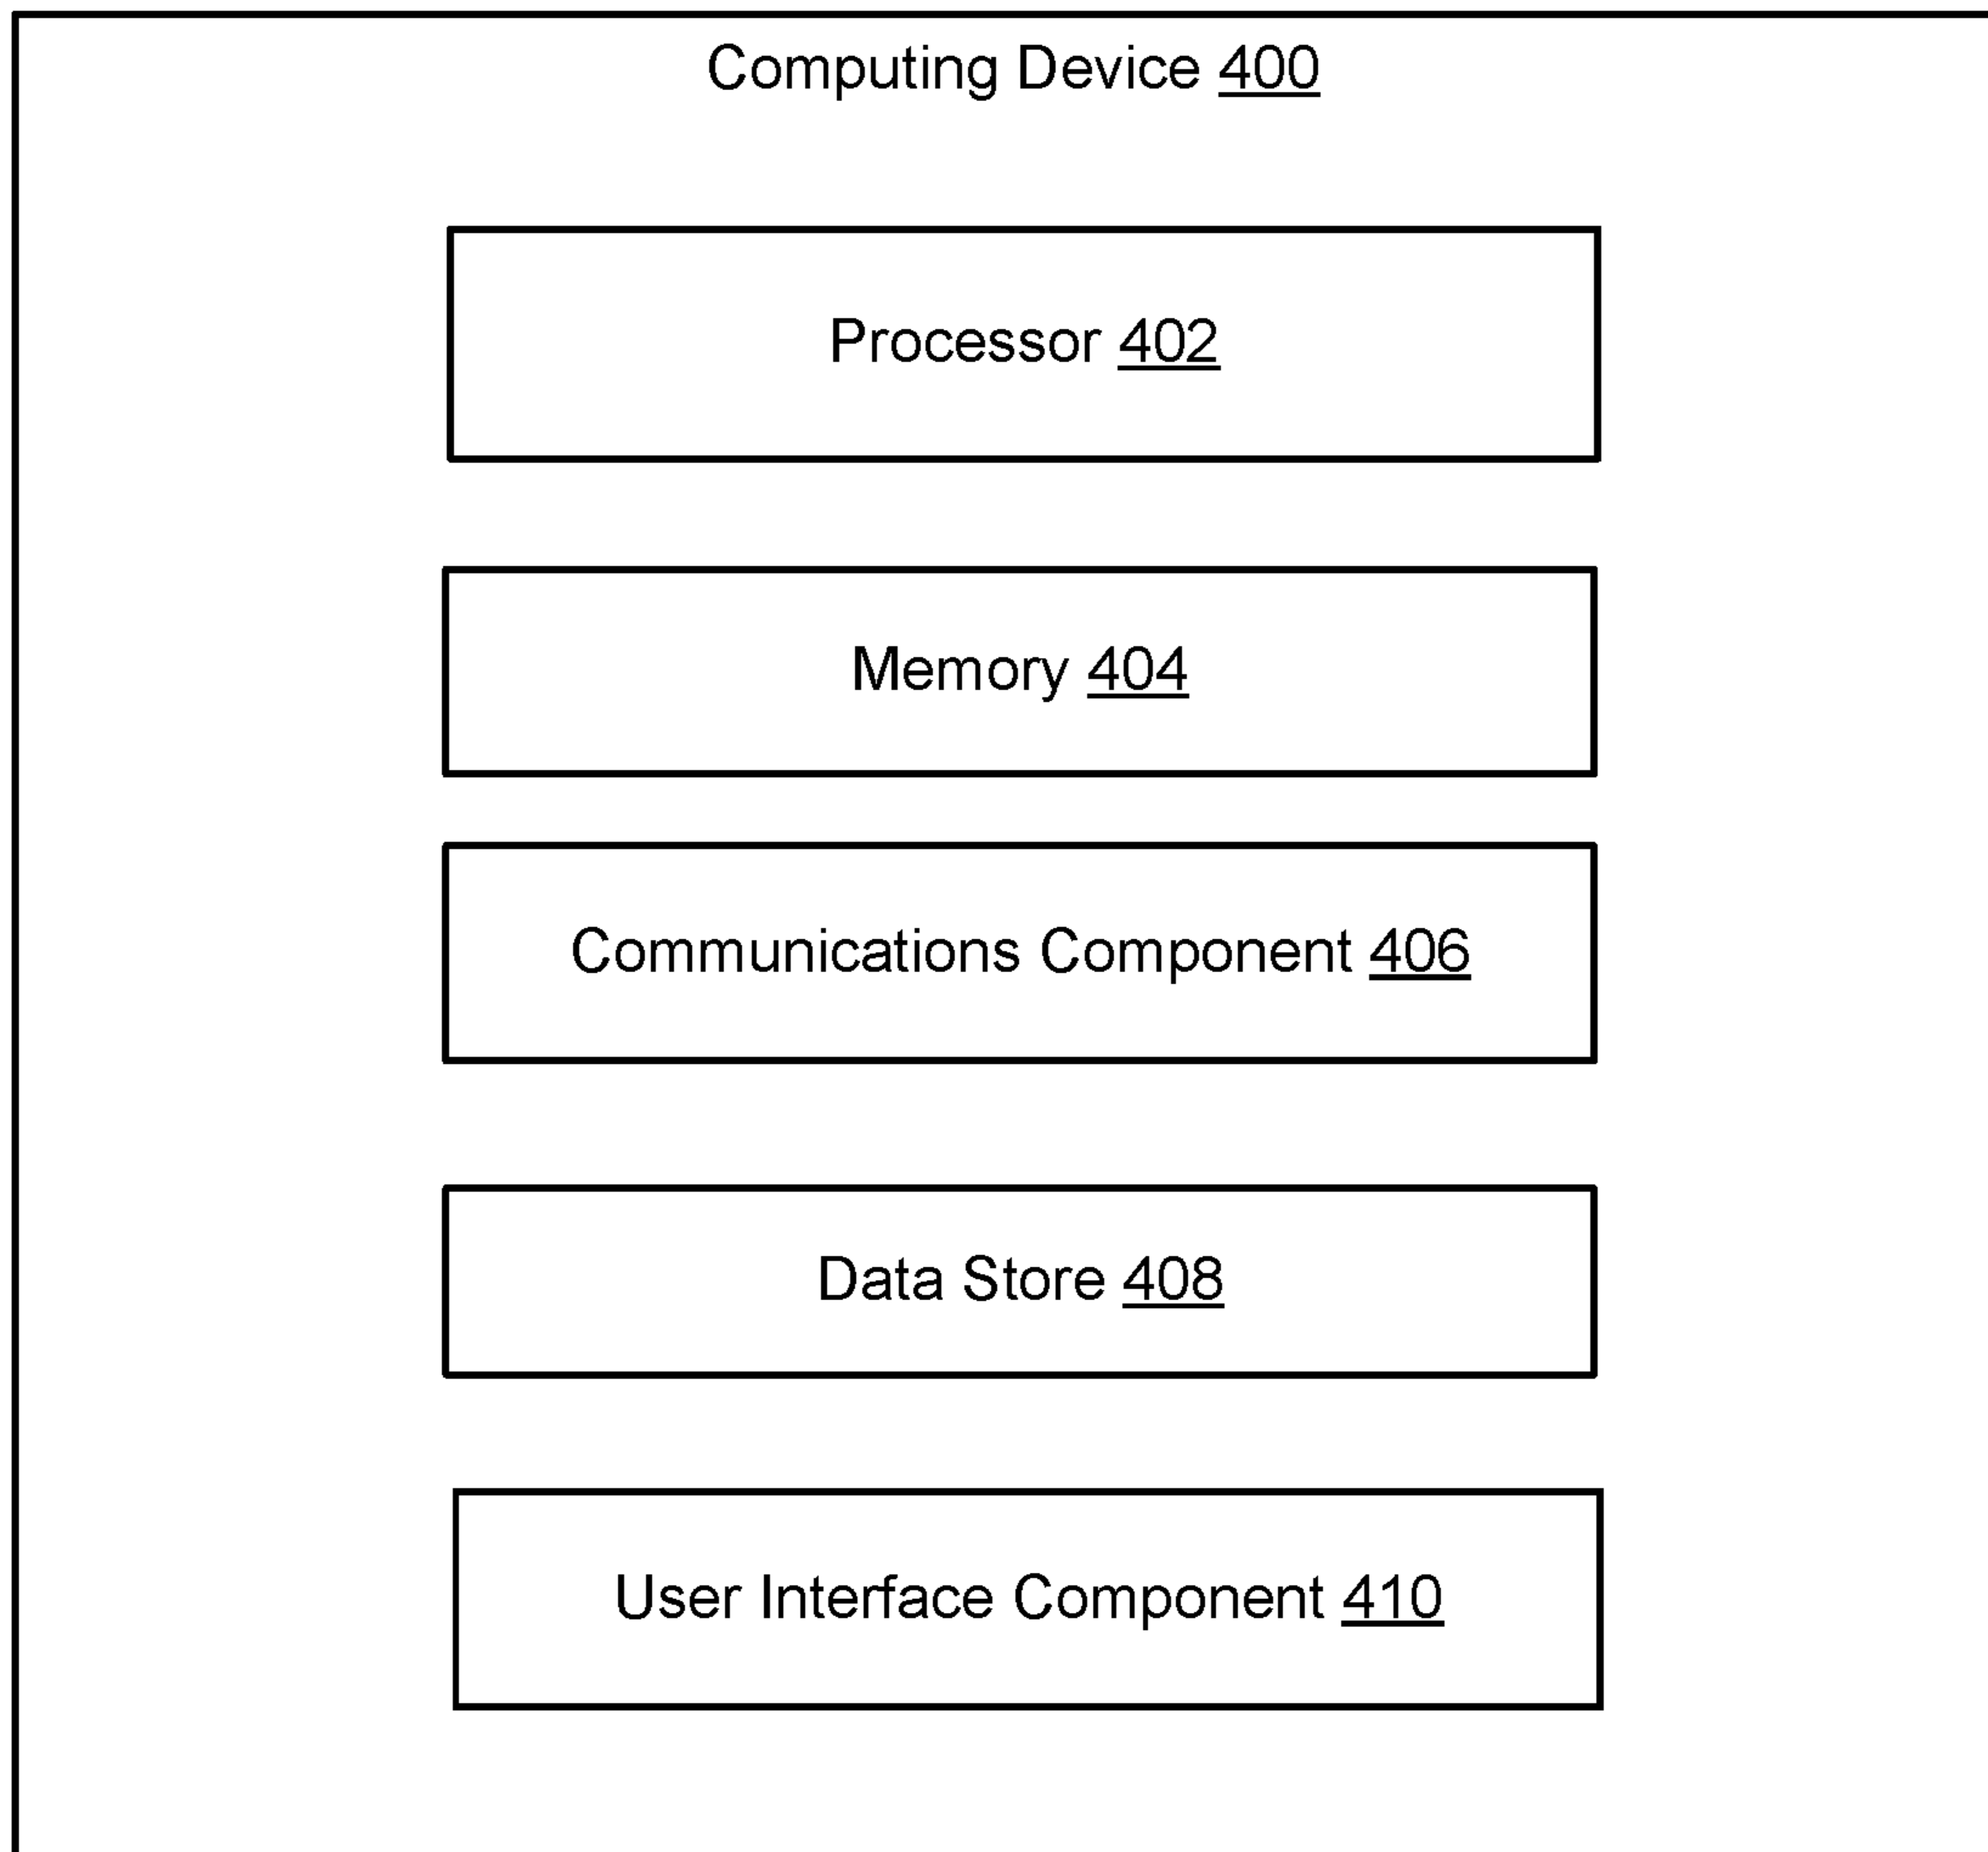 Computing Device 400
Processor 402
Memory 404
Communications Component 406
Data Store 408
User Interface Component 410